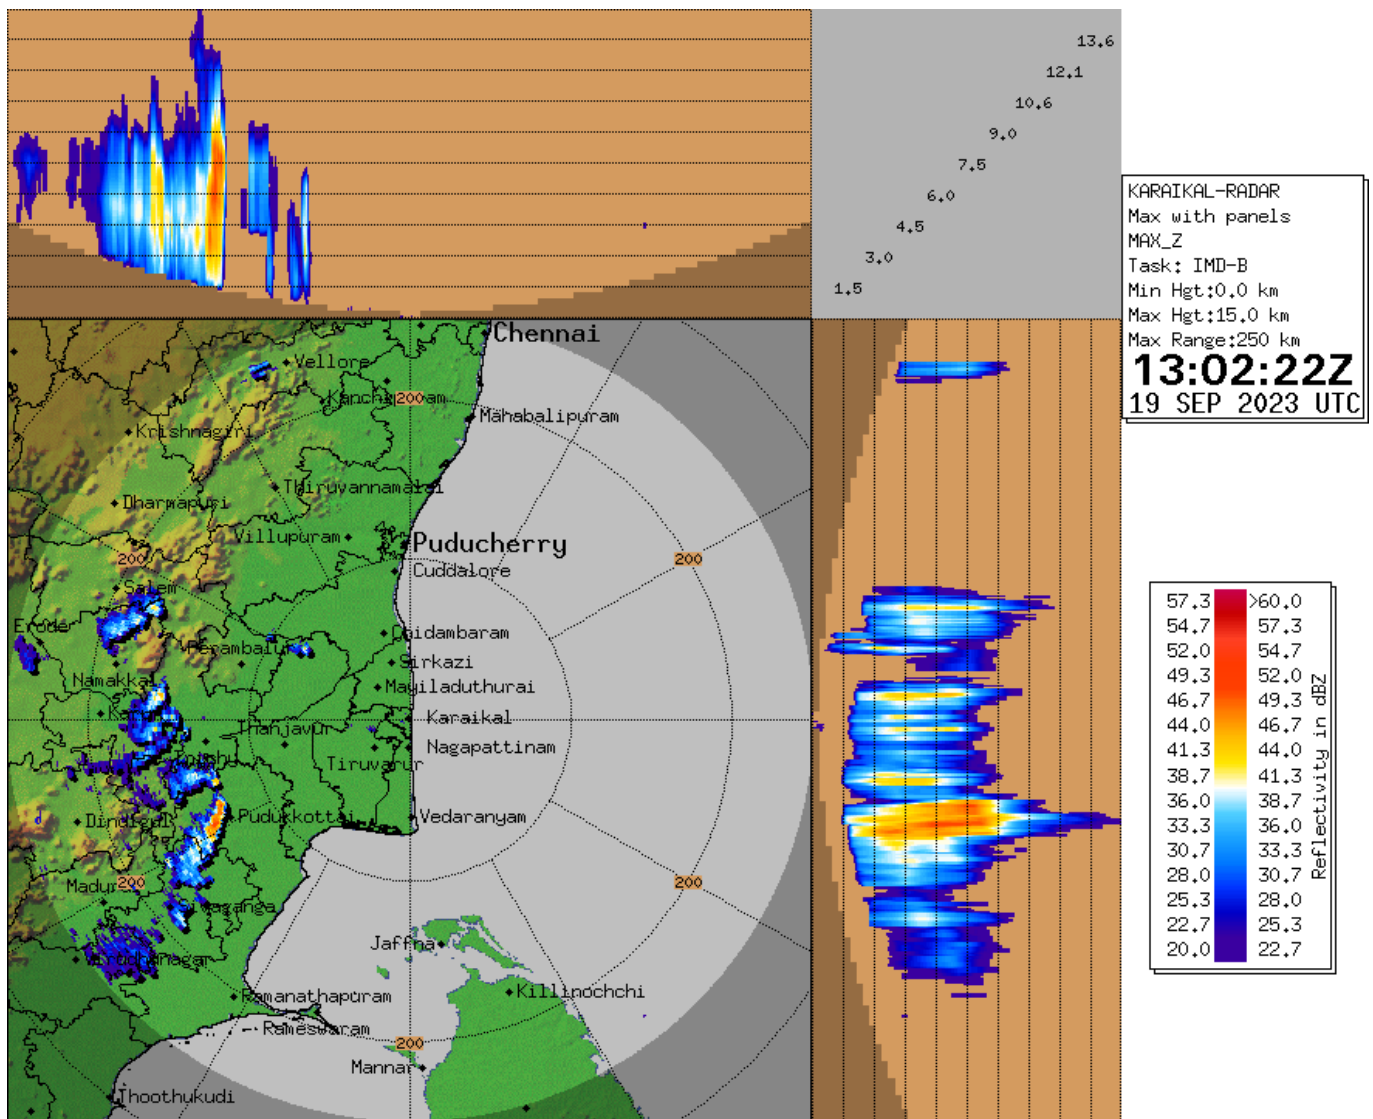 13.6
12.1
10.6
9.0
7.5
6.0
4.5
3.0
1.5
KARAIKAL-RADAR
Max with panels
MAX_Z
Task: IMD-B
Min Hgt:0.0 km
Max Hgt:15.0 km
Max Range:250 km
13:02:22Z
19 SEP 2023 UTC
Chennai
Vellore
200
Mahabalipuram
Krishnagiri
Thiruvannamalai
Dharmapuri
Villupuram
Puducherry
200
200
Cuddalore
Salem
Erode
Chidambaram
Perambalur
Sirkazi
Namakkal
Mayiladuthurai
Karaikal
Thanjavur
Nagapattinam
Tiruvarur
Dindigul
Pudukkottai
Vedaranyam
200
200
Sivaganga
Jaffna
Virudhunagar
Ramanathapuram
Killinochchi
Rameswaram
200
Mannar
Thoothukudi
57.3 >60.0
54.7 57.3
52.0 54.7
49.3 52.0
46.7 49.3
44.0 46.7
41.3 44.0
38.7 41.3
36.0 38.7
33.3 36.0
30.7 33.3
28.0 30.7
25.3 28.0
22.7 25.3
20.0 22.7
Reflectivity in dBZ